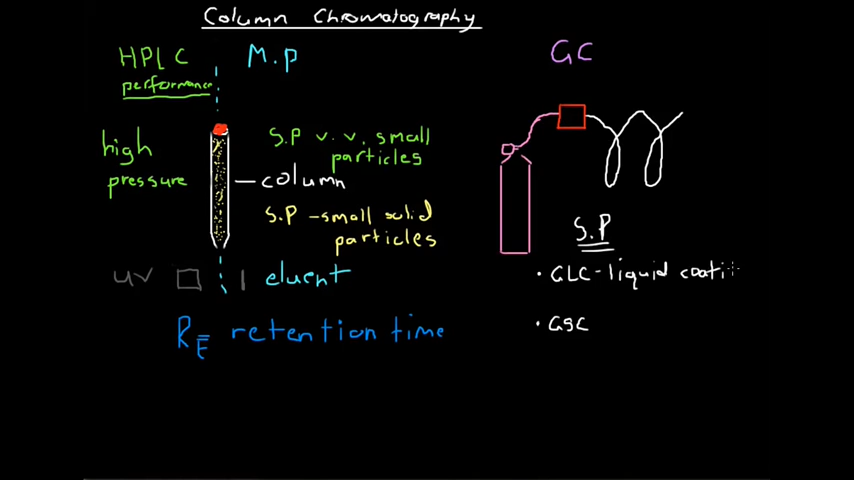 Column Chromatography
HPLC
performance
M.P
GC
high
pressure
S.P v.v. small
particles
column
S.P - small solid
particles
uv
eluent
Rt retention time
S.P
• GLC - liquid coati
• GSC